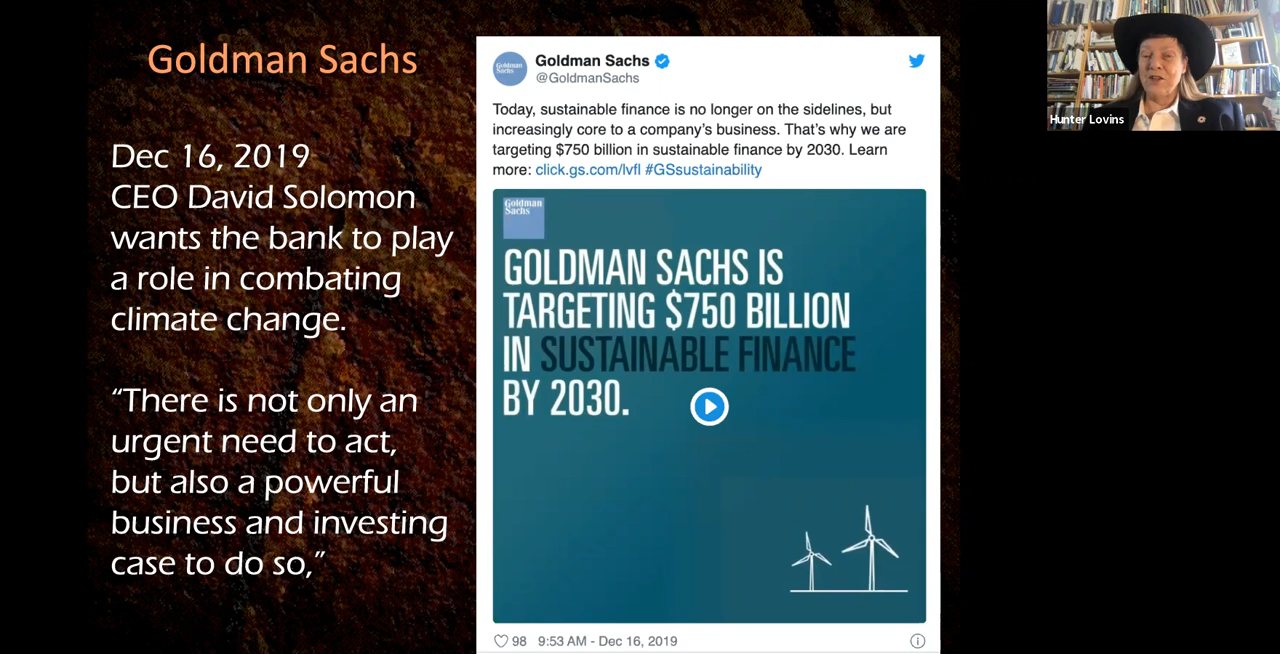 Goldman Sachs
Dec 16, 2019
CEO David Solomon
wants the bank to play
a role in combating
climate change.
“There is not only an
urgent need to act,
but also a powerful
business and investing
case to do so,”
Goldman
Sachs
Goldman Sachs
@GoldmanSachs
Today, sustainable finance is no longer on the sidelines, but
increasingly core to a company's business. That's why we are
targeting $750 billion in sustainable finance by 2030. Learn
more: click.gs.com/lvfl #GSsustainability
Goldman
Sachs
GOLDMAN SACHS IS
TARGETING $750 BILLION
IN SUSTAINABLE FINANCE
BY 2030.
98 9:53 AM - Dec 16, 2019
Hunter Lovins